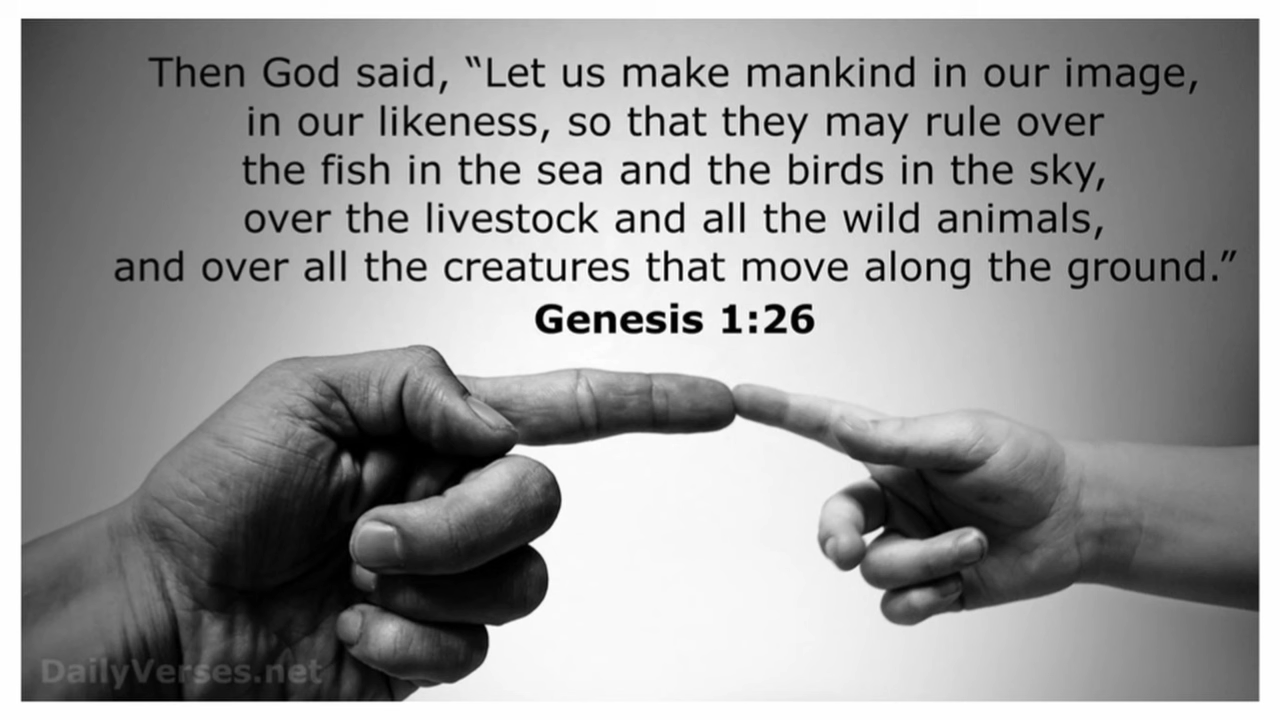 Then God said, “Let us make mankind in our image,
in our likeness, so that they may rule over
the fish in the sea and the birds in the sky,
over the livestock and all the wild animals,
and over all the creatures that move along the ground.”
Genesis 1:26
DailyVerses.net